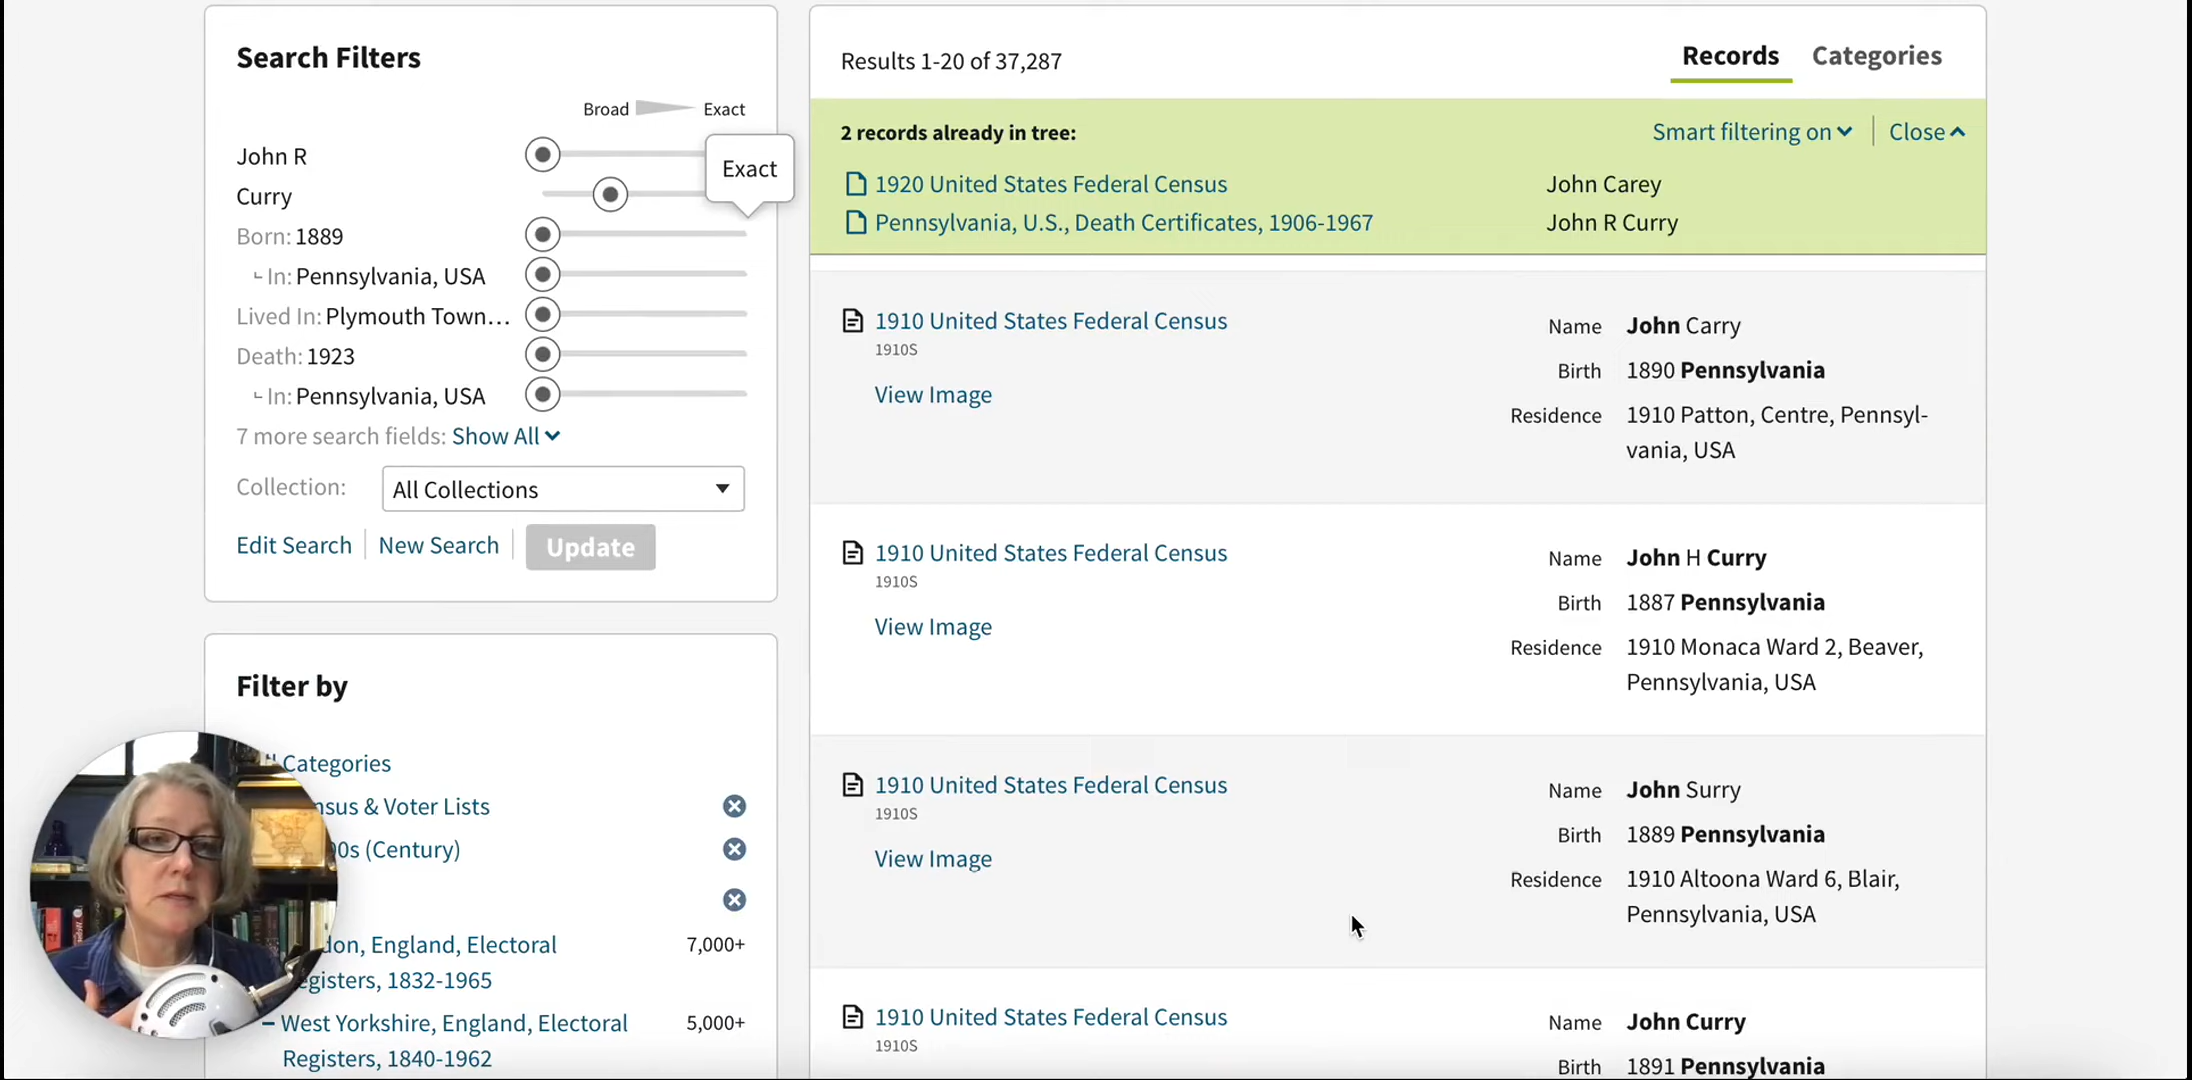 Search Filters
Broad Exact
John R
Exact
Curry
Born: 1889
In: Pennsylvania, USA
Lived In: Plymouth Town…
Death: 1923
In: Pennsylvania, USA
7 more search fields: Show All
Collection: All Collections
Edit Search New Search Update
Filter by
Categories
nsus & Voter Lists
00s (Century)
don, England, Electoral 7,000+
egisters, 1832-1965
West Yorkshire, England, Electoral 5,000+
Registers, 1840-1962
Results 1-20 of 37,287 Records Categories
2 records already in tree: Smart filtering on Close
1920 United States Federal Census John Carey
Pennsylvania, U.S., Death Certificates, 1906-1967 John R Curry
1910 United States Federal Census
1910S
View Image
Name John Carry
Birth 1890 Pennsylvania
Residence 1910 Patton, Centre, Pennsyl-
vania, USA
1910 United States Federal Census
1910S
View Image
Name John H Curry
Birth 1887 Pennsylvania
Residence 1910 Monaca Ward 2, Beaver,
Pennsylvania, USA
1910 United States Federal Census
1910S
View Image
Name John Surry
Birth 1889 Pennsylvania
Residence 1910 Altoona Ward 6, Blair,
Pennsylvania, USA
1910 United States Federal Census
1910S
Name John Curry
Birth 1891 Pennsylvania